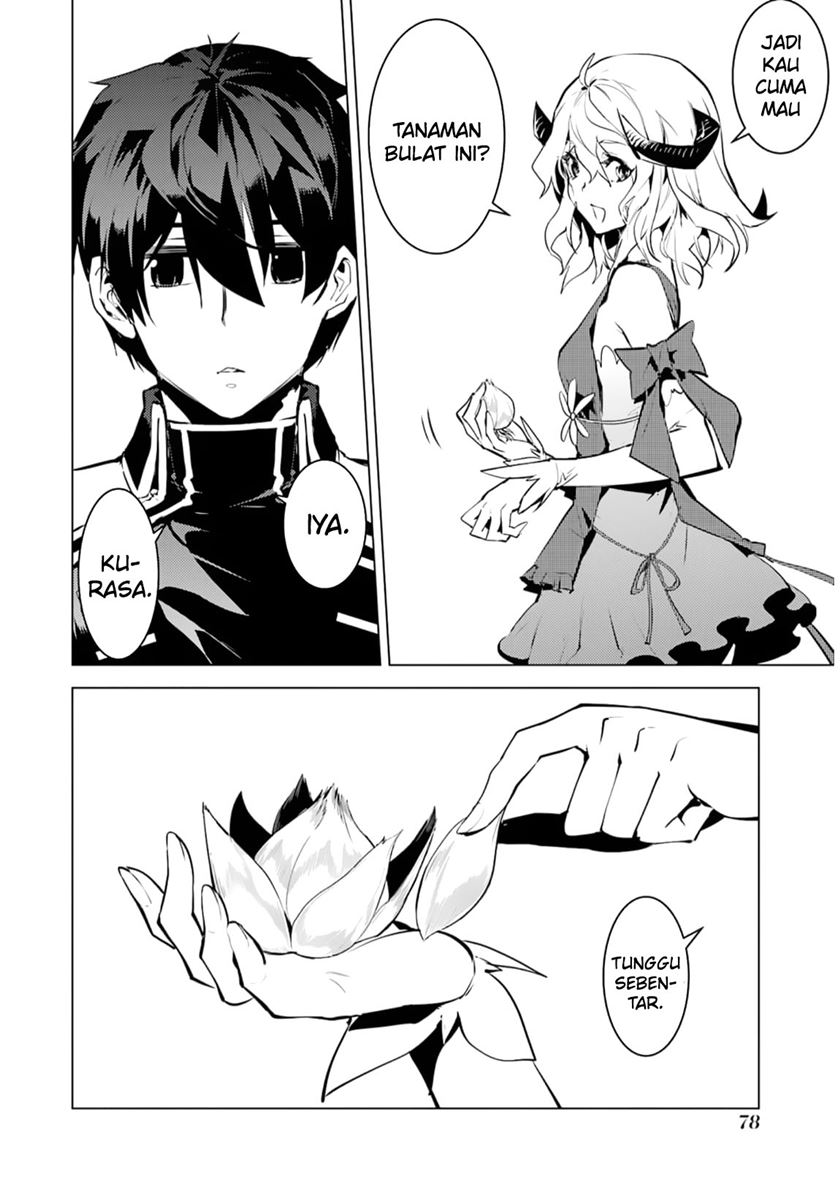 JADI
KAU
CUMA
MAU
TANAMAN
BULAT INI?
IYA.
KU-
RASA.
TUNGGU
SEBEN-
TAR.
78